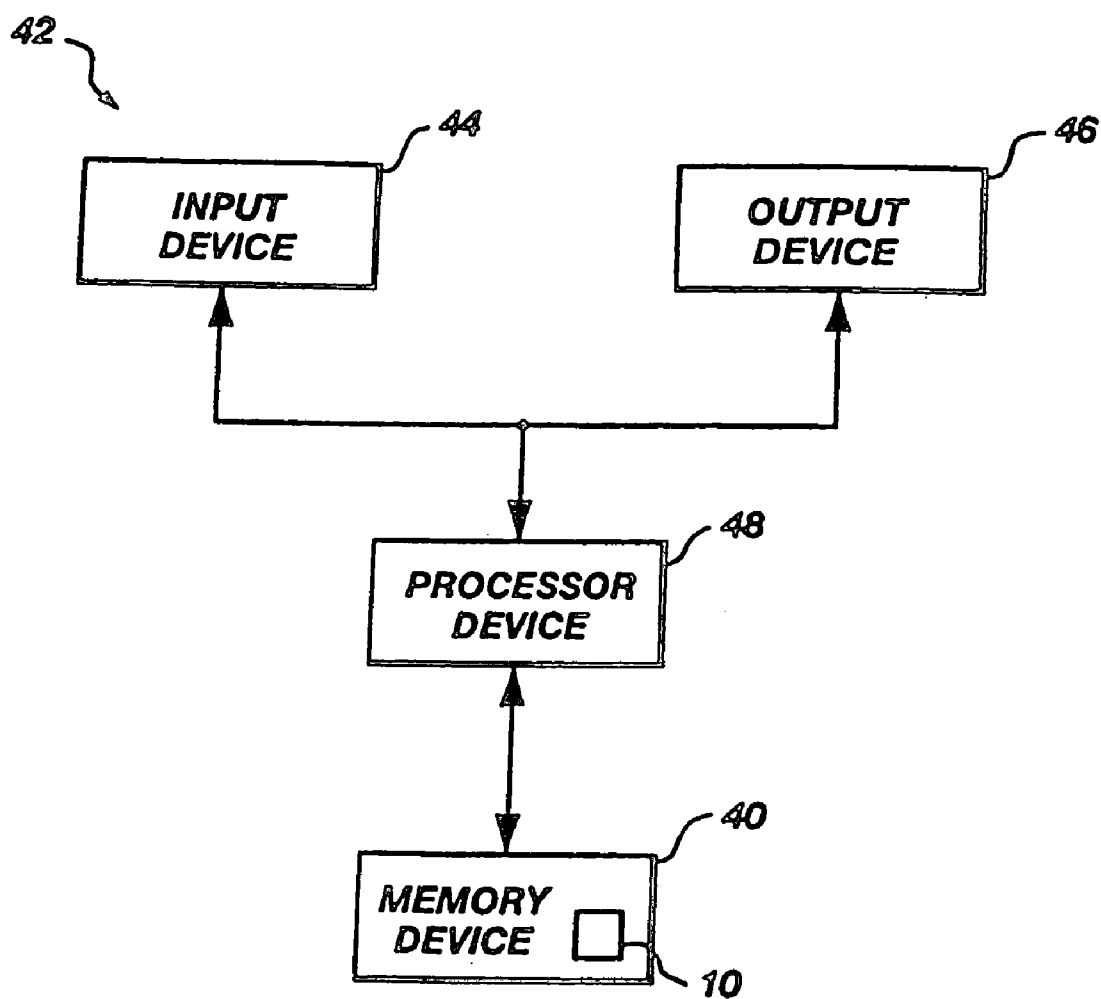 42
44
INPUT
DEVICE
46
OUTPUT
DEVICE
48
PROCESSOR
DEVICE
40
MEMORY
DEVICE
10